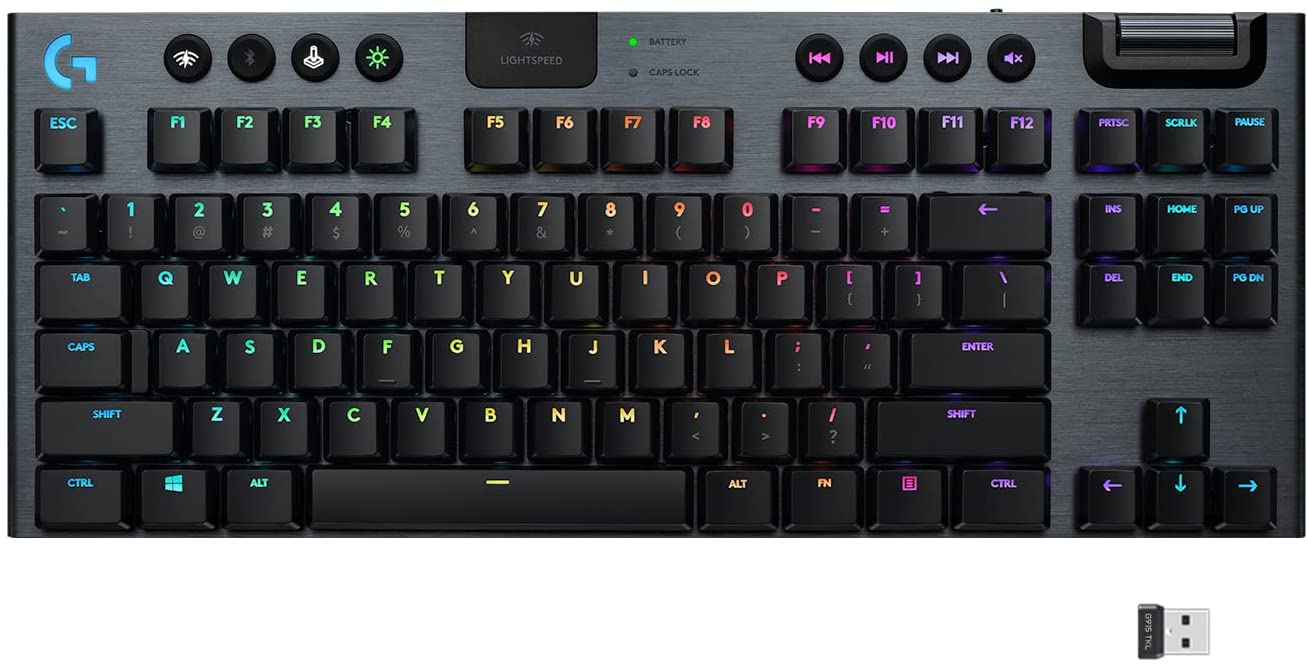 BATTERY
LIGHTSPEED
CAPS LOCK
ESC F1 F2 F3 F4 F5 F6 F7 F8 F9 F10 F11 F12 PRTSC SCRLK PAUSE
` 1 2 3 4 5 6 7 8 9 0 - = ← INS HOME PG UP
~ ! @ # $ % ^ & * ( ) _ +
TAB Q W E R T Y U I O P [ ] \ DEL END PG DN
{ } |
CAPS A S D F G H J K L ; ' ENTER
: "
SHIFT Z X C V B N M , . / SHIFT ↑
< > ?
CTRL ALT ALT FN CTRL ← ↓ →
G915 TKL